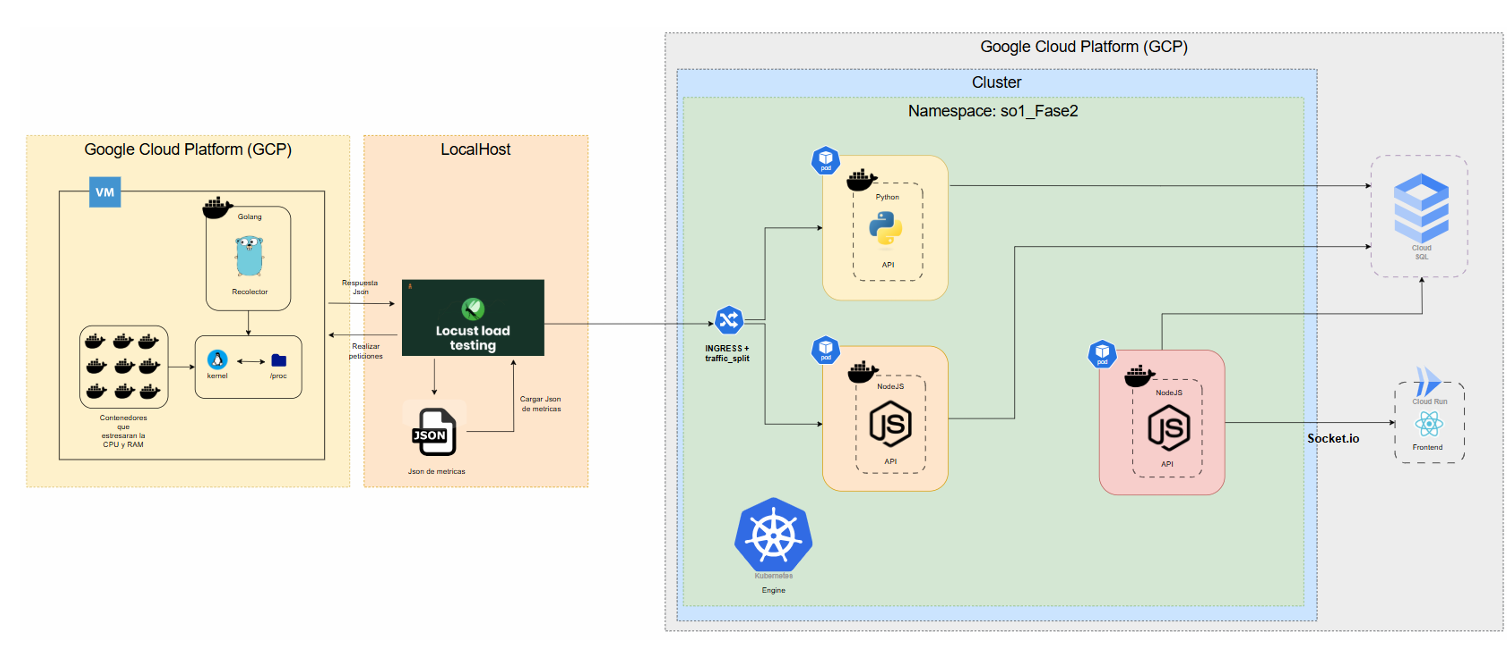 Google Cloud Platform (GCP)
VM
Golang
Recolector
kernel
/proc
Contenedores
que
estresaran la
CPU y RAM
Respuesta
Json
Realizar
peticiones
LocalHost
Locust load
testing
JSON
Json de metricas
Cargar Json
de metricas
Google Cloud Platform (GCP)
Cluster
Namespace: so1_Fase2
INGRESS +
traffic_split
pod
Python
API
pod
NodeJS
JS
API
Kubernetes
Engine
pod
NodeJS
JS
API
Cloud
SQL
Socket.io
Cloud Run
Frontend